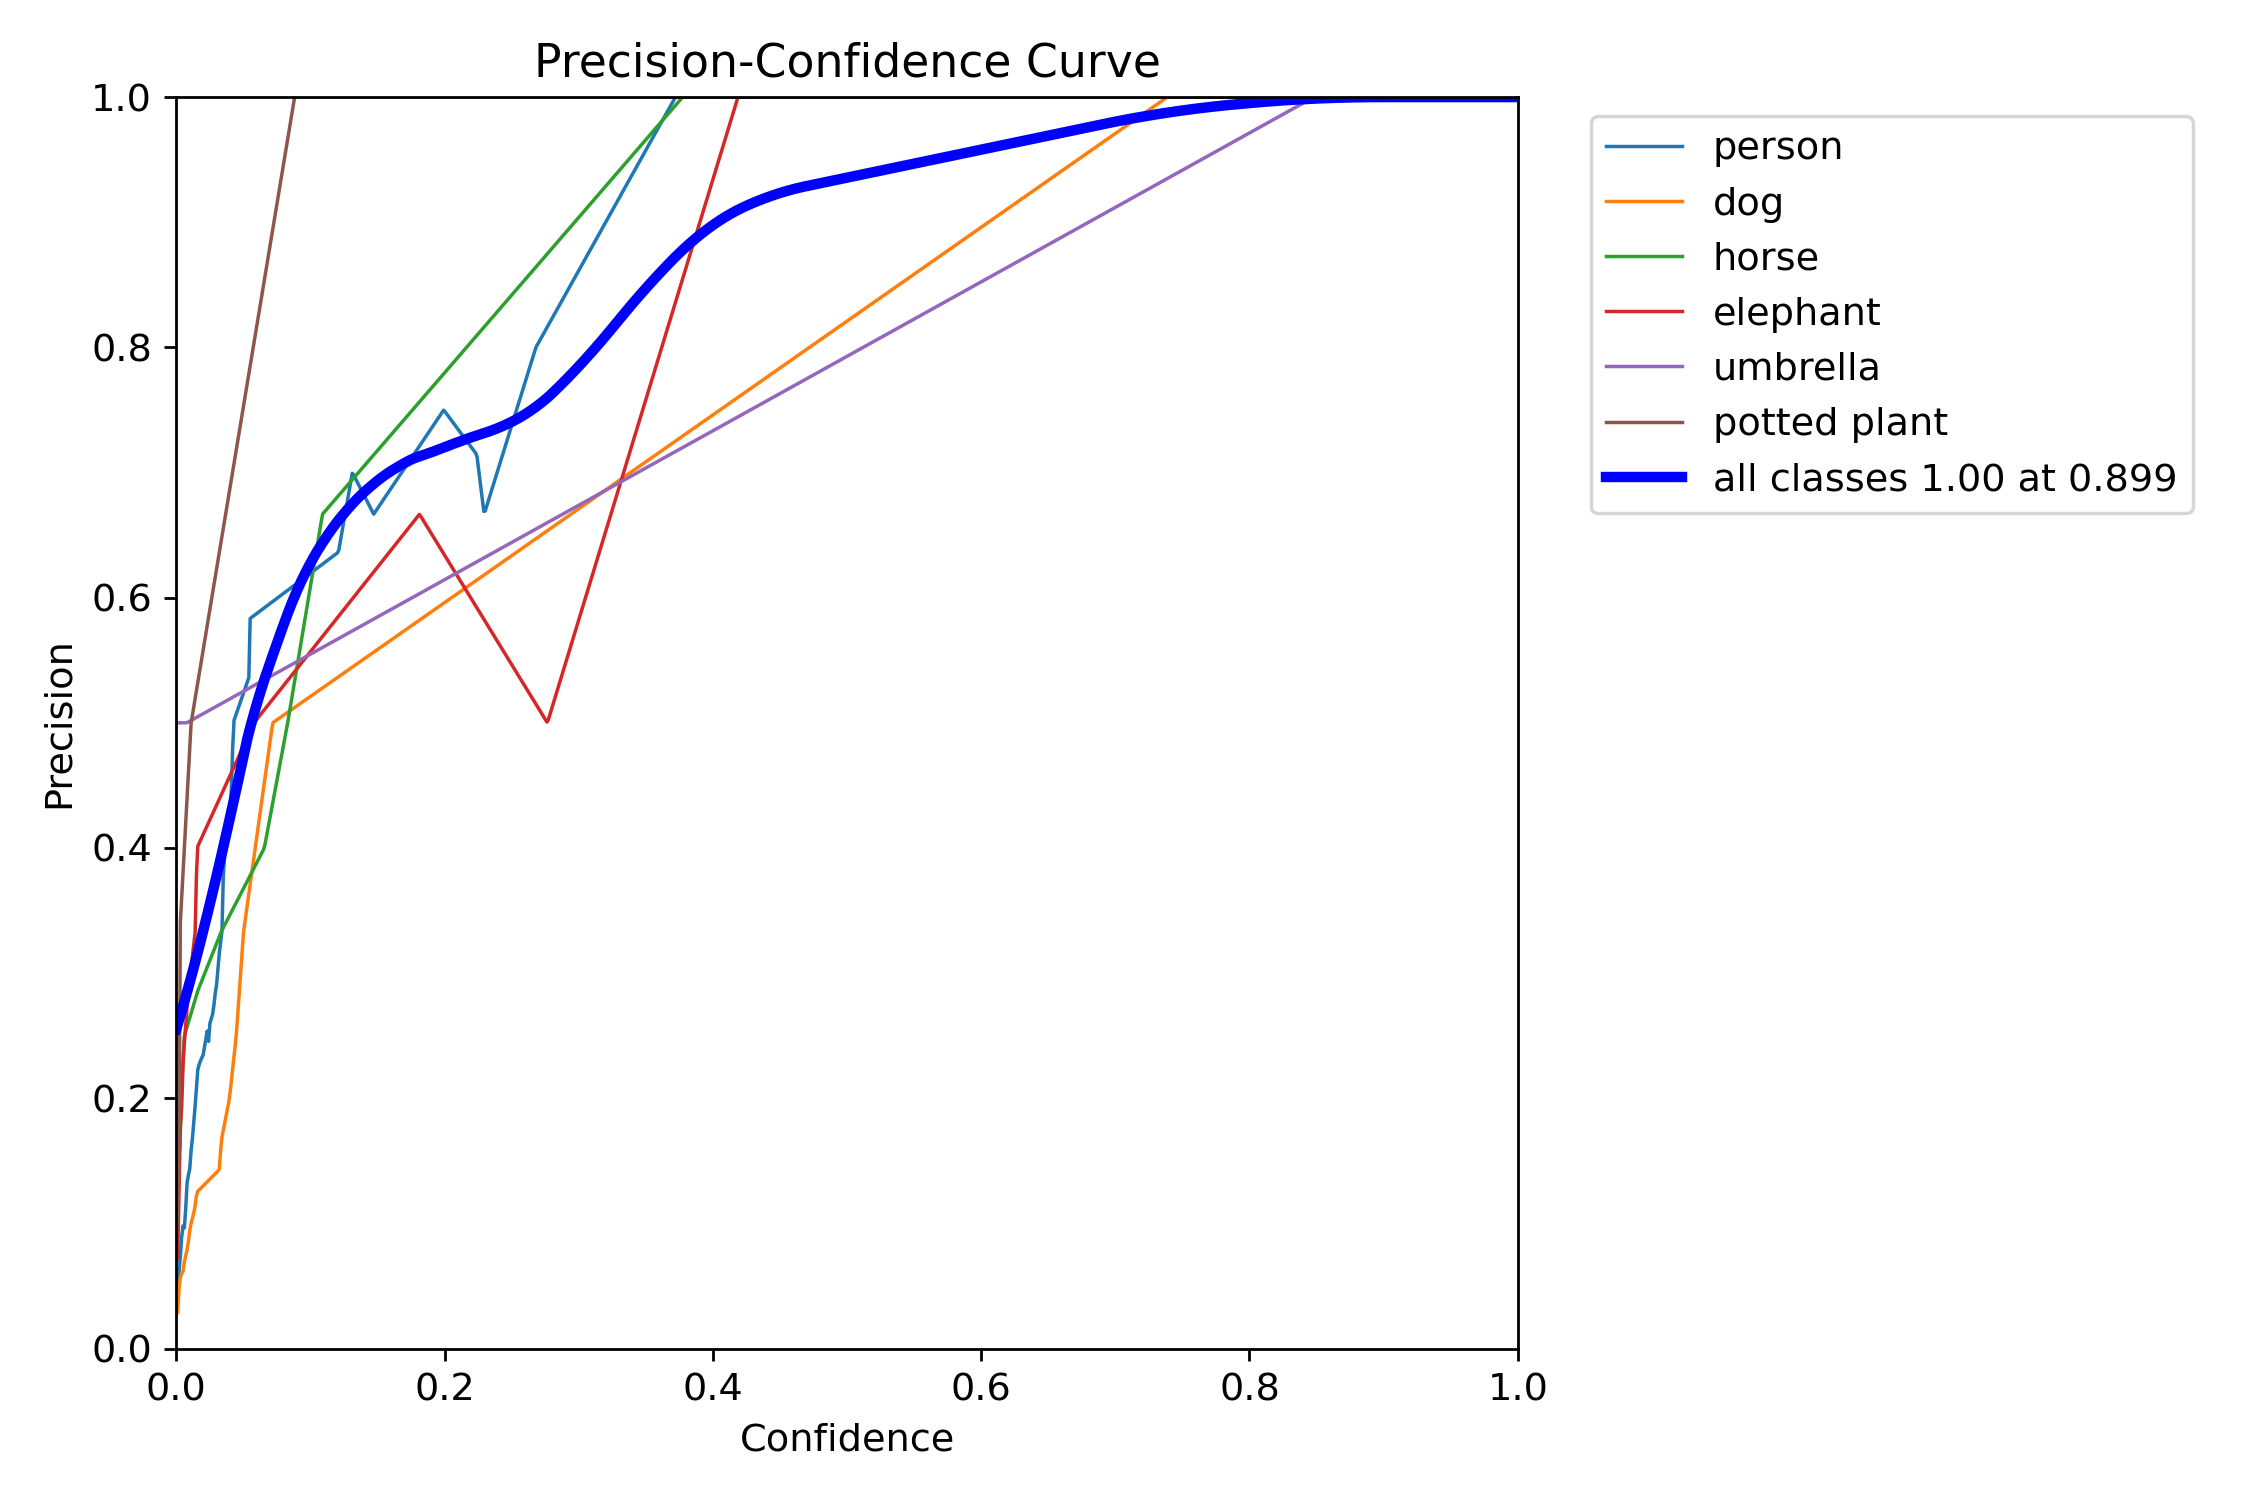 Precision-Confidence Curve
1.0
0.8
0.6
0.4
0.2
0.0
Precision
0.0 0.2 0.4 0.6 0.8 1.0
Confidence
person
dog
horse
elephant
umbrella
potted plant
all classes 1.00 at 0.899